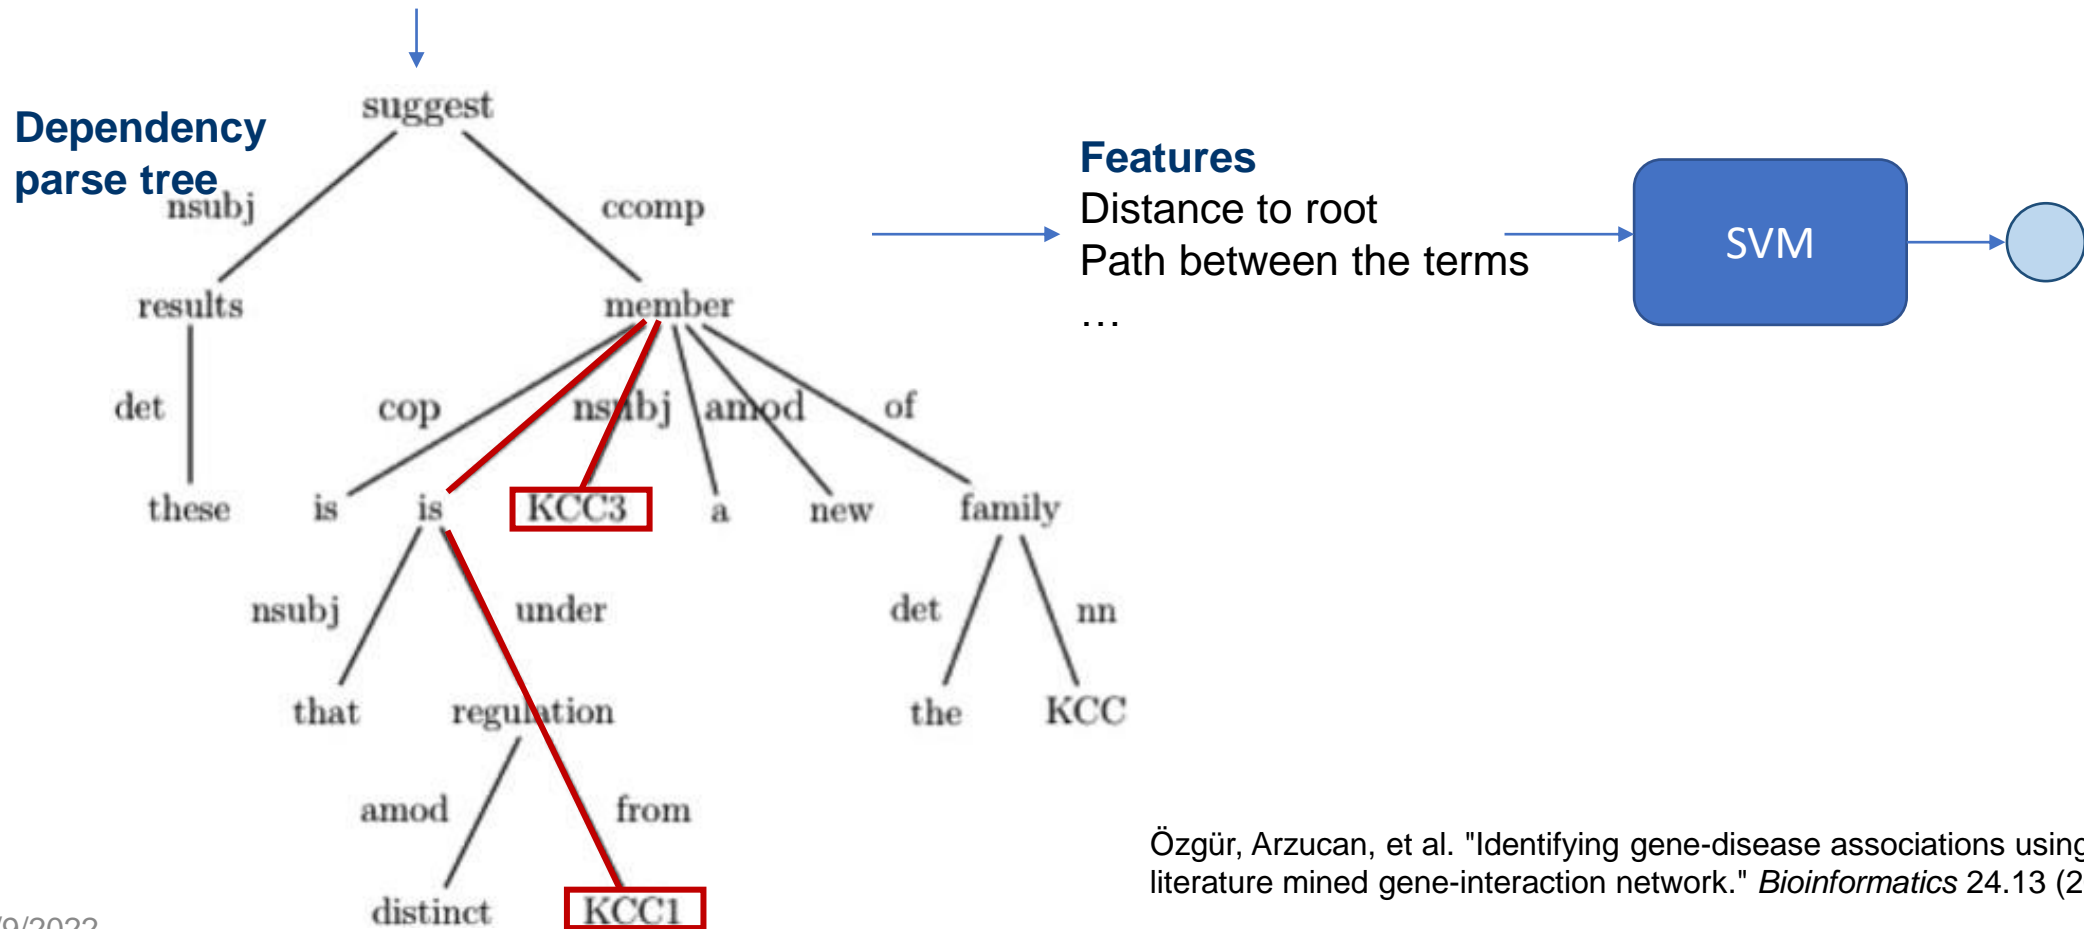 suggest
Dependency
parse tree
nsubj
ccomp
results
member
det
cop
nsubj
amod
of
these
is
is
KCC3
a
new
family
nsubj
under
det
nn
that
regulation
the
KCC
amod
from
distinct
KCC1
Features
Distance to root
Path between the terms
…
SVM
Özgür, Arzucan, et al. "Identifying gene-disease associations using
literature mined gene-interaction network." Bioinformatics 24.13 (2
/9/2022